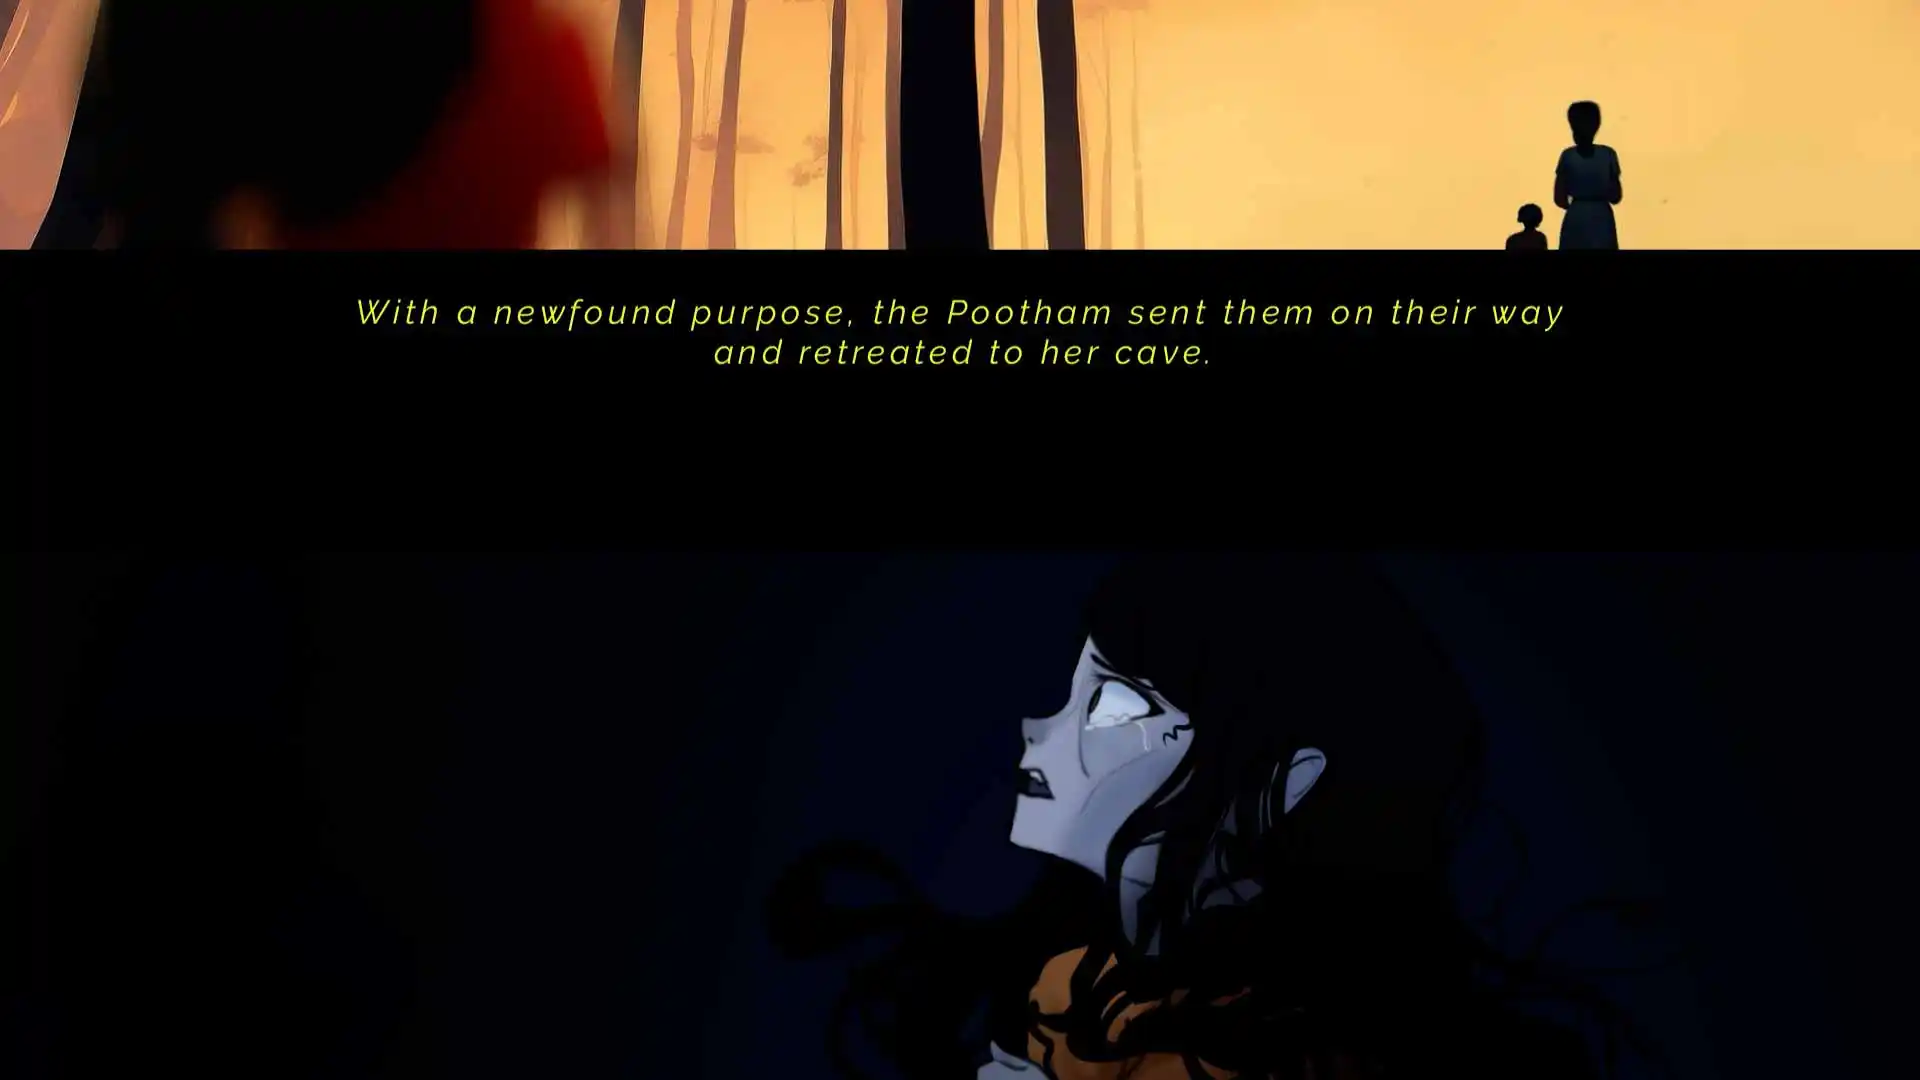 With a newfound purpose, the Pootham sent them on their way
and retreated to her cave.